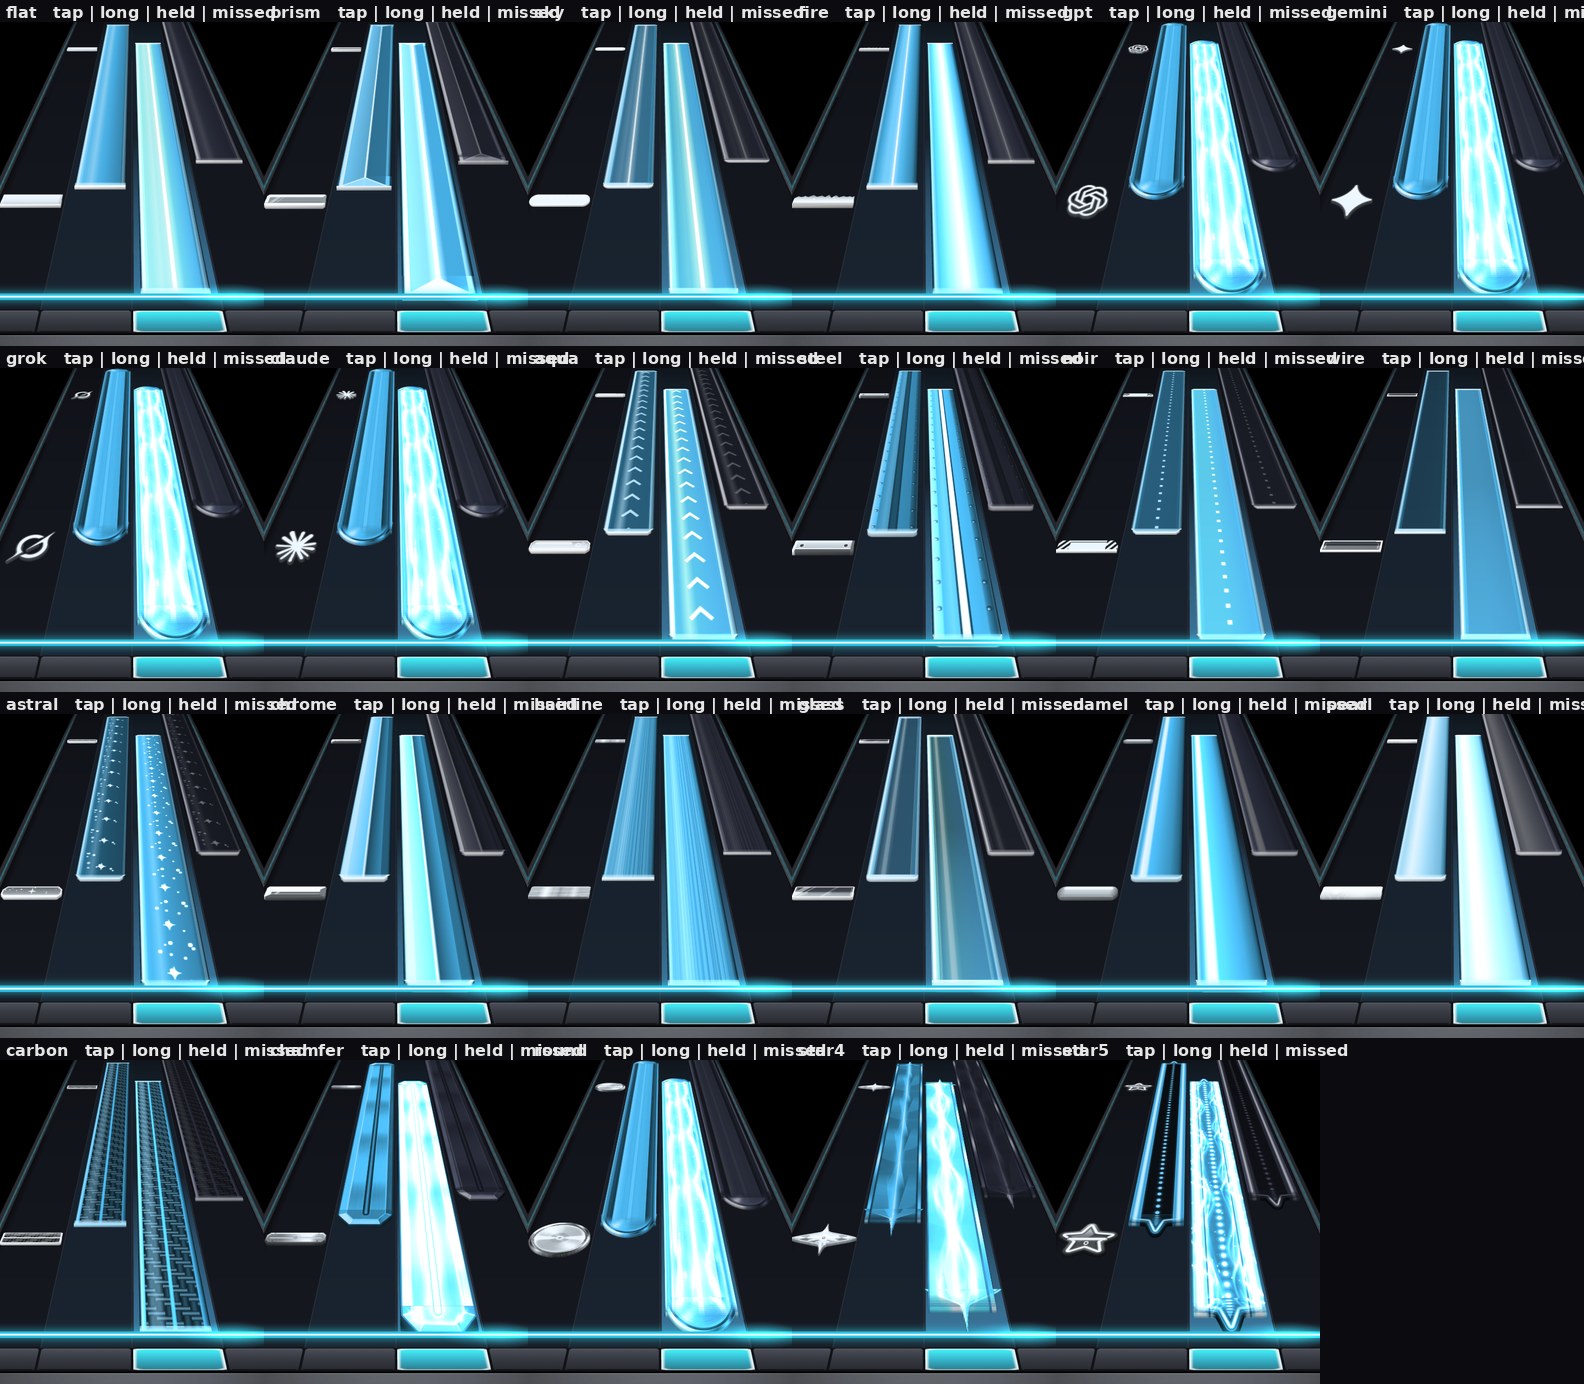 flat tap | long | held | missed prism tap | long | held | missed sky tap | long | held | missed fire tap | long | held | missed gpt tap | long | held | missed gemini tap | long | held | mi
grok tap | long | held | missed claude tap | long | held | missed aqua tap | long | held | missed steel tap | long | held | missed noir tap | long | held | missed wire tap | long | held | miss
astral tap | long | held | missed chrome tap | long | held | missed hairline tap | long | held | missed glass tap | long | held | missed enamel tap | long | held | missed pearl tap | long | held | miss
carbon tap | long | held | missed chamfer tap | long | held | missed round tap | long | held | missed star4 tap | long | held | missed star5 tap | long | held | missed